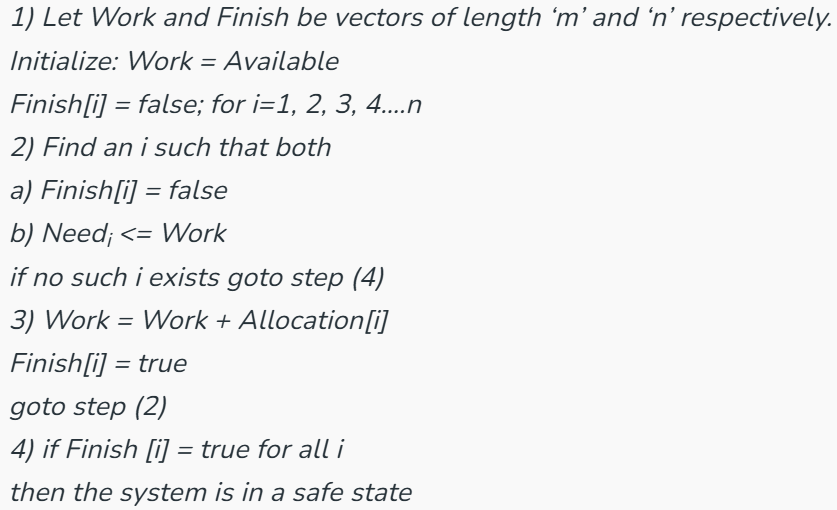 1) Let Work and Finish be vectors of length ‘m’ and ‘n’ respectively.
Initialize: Work = Available
Finish[i] = false; for i=1, 2, 3, 4....n
2) Find an i such that both
a) Finish[i] = false
b) Needi <= Work
if no such i exists goto step (4)
3) Work = Work + Allocation[i]
Finish[i] = true
goto step (2)
4) if Finish [i] = true for all i
then the system is in a safe state